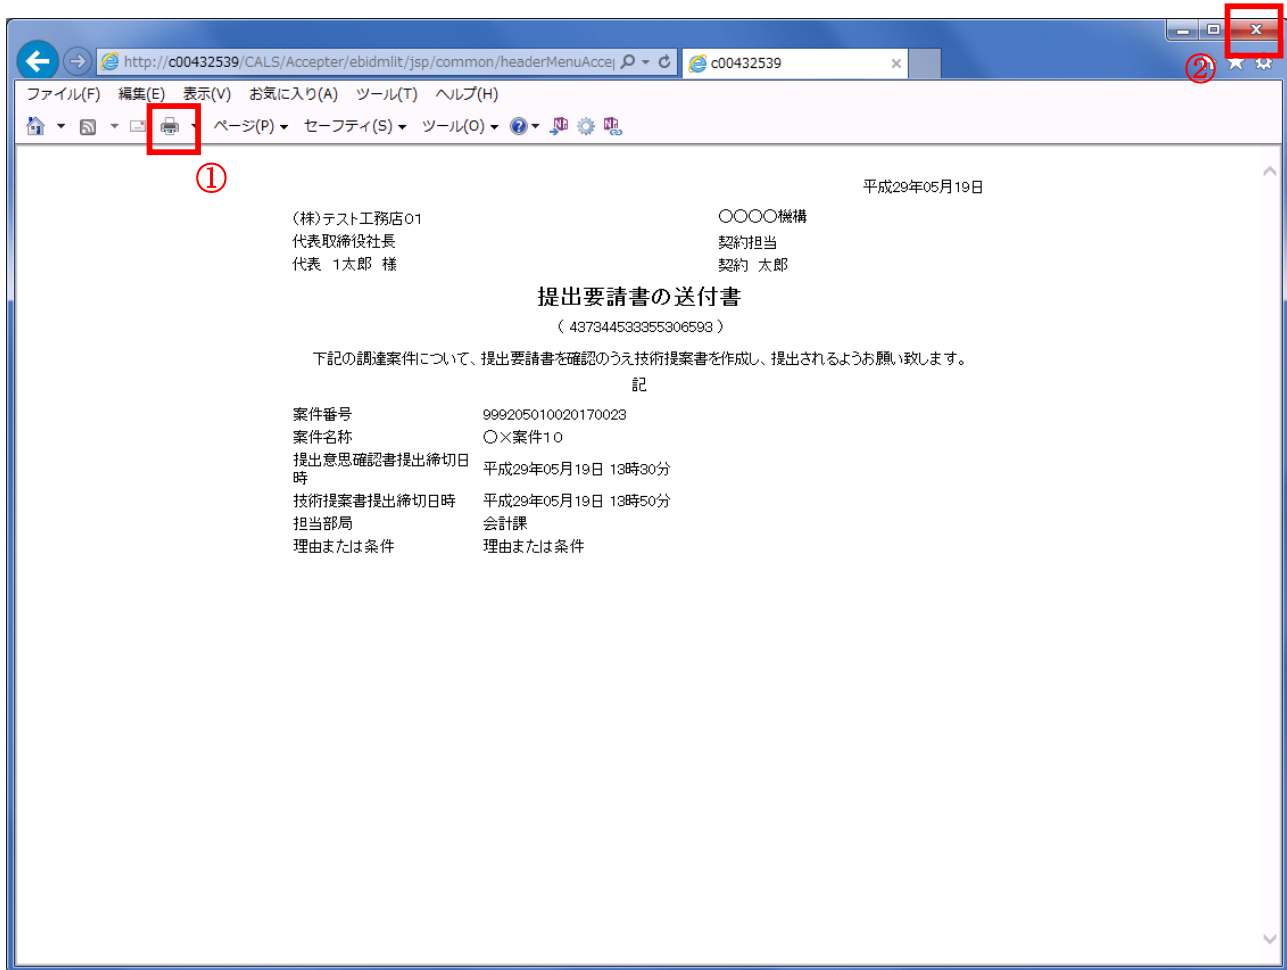 http://c00432539/CALS/Accepter/ebidmlit/jsp/common/headerMenuAccep
c00432539
②
ファイル(F) 編集(E) 表示(V) お気に入り(A) ツール(T) ヘルプ(H)
ページ(P) セーフティ(S) ツール(O)
①
平成29年05月19日
(株)テスト工務店01
〇〇〇〇機構
代表取締役社長
契約担当
代表 1太郎 様
契約 太郎
提出要請書の送付書
( 437344533355306593 )
下記の調達案件について、提出要請書を確認のうえ技術提案書を作成し、提出されるようお願い致します。
記
案件番号 999205010020170023
案件名称 〇×案件10
提出意思確認書提出締切日
時 平成29年05月19日 13時30分
技術提案書提出締切日時 平成29年05月19日 13時50分
担当部局 会計課
理由または条件 理由または条件